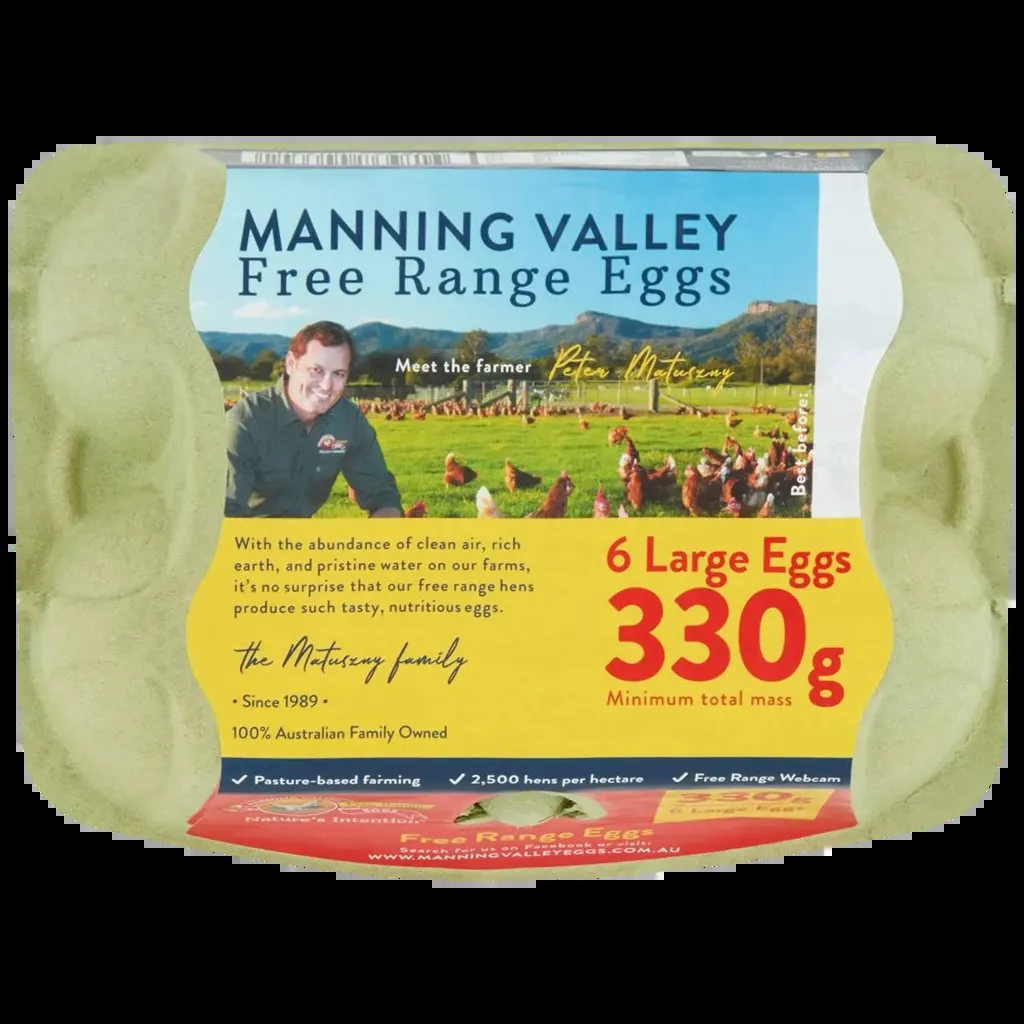 MANNING VALLEY
Free Range Eggs
Meet the farmer Peter Matuszny
Best before:
With the abundance of clean air, rich
earth, and pristine water on our farms,
it's no surprise that our free range hens
produce such tasty, nutritious eggs.
the Matuszny family
• Since 1989 •
100% Australian Family Owned
6 Large Eggs
330g
Minimum total mass
✓ Pasture-based farming ✓ 2,500 hens per hectare ✓ Free Range Webcam
Nature's Intention
330g
6 Large Eggs
Free Range Eggs
Search for us on Facebook or visit:
WWW.MANNINGVALLEYEGGS.COM.AU